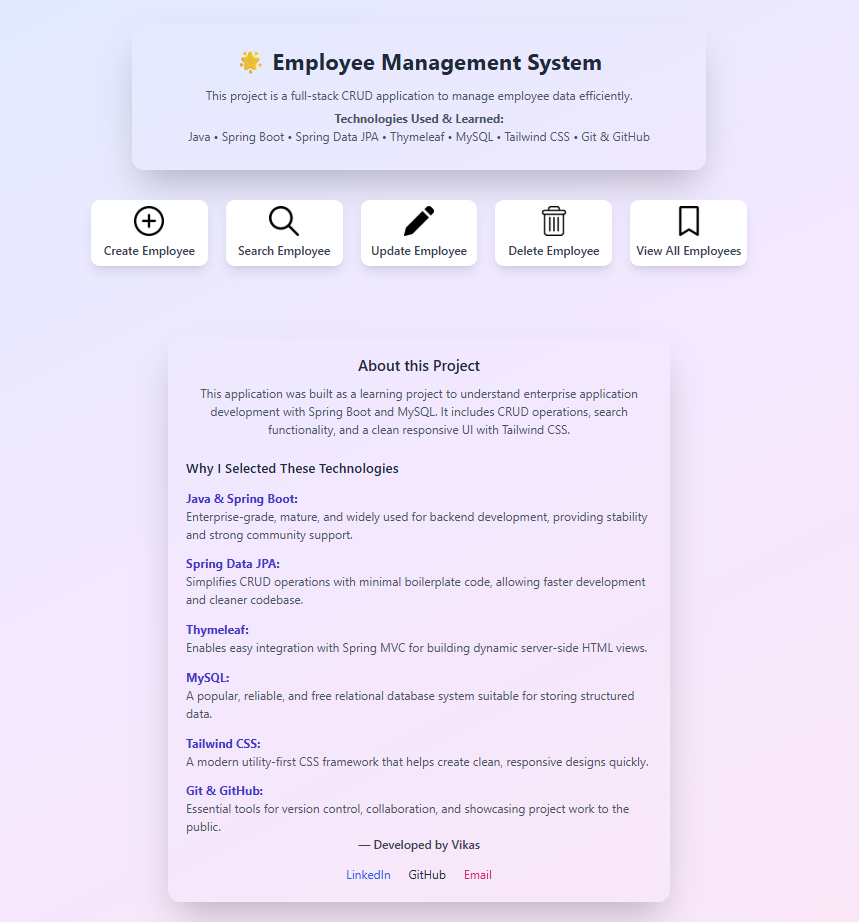 Employee Management System
This project is a full-stack CRUD application to manage employee data efficiently.
Technologies Used & Learned:
Java • Spring Boot • Spring Data JPA • Thymeleaf • MySQL • Tailwind CSS • Git & GitHub
Create Employee
Search Employee
Update Employee
Delete Employee
View All Employees
About this Project
This application was built as a learning project to understand enterprise application
development with Spring Boot and MySQL. It includes CRUD operations, search
functionality, and a clean responsive UI with Tailwind CSS.
Why I Selected These Technologies
Java & Spring Boot:
Enterprise-grade, mature, and widely used for backend development, providing stability
and strong community support.
Spring Data JPA:
Simplifies CRUD operations with minimal boilerplate code, allowing faster development
and cleaner codebase.
Thymeleaf:
Enables easy integration with Spring MVC for building dynamic server-side HTML views.
MySQL:
A popular, reliable, and free relational database system suitable for storing structured
data.
Tailwind CSS:
A modern utility-first CSS framework that helps create clean, responsive designs quickly.
Git & GitHub:
Essential tools for version control, collaboration, and showcasing project work to the
public.
— Developed by Vikas
LinkedIn GitHub Email